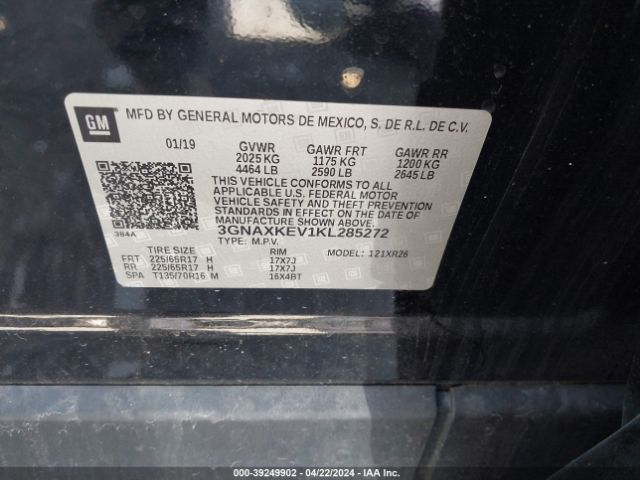 GM
MFD BY GENERAL MOTORS DE MEXICO, S. DE R.L. DE C.V.
01/19 GVWR GAWR FRT GAWR RR
2025 KG 1175 KG 1200 KG
4464 LB 2590 LB 2645 LB
THIS VEHICLE CONFORMS TO ALL
APPLICABLE U.S. FEDERAL MOTOR
VEHICLE SAFETY AND THEFT
PREVENTION STANDARDS IN EFFECT ON THE DATE OF
MANUFACTURE SHOWN ABOVE.
384A 3GNAXKEV1KL285272
TYPE: M.P.V. MODEL: 121XR26
TIRE SIZE RIM
FRT 225/65R17 H 17X7J
RR 225/65R17 H 17X7J
SPA T135/70R16 M 16X4BT
000-39249902 - 04/22/2024 - IAA Inc.